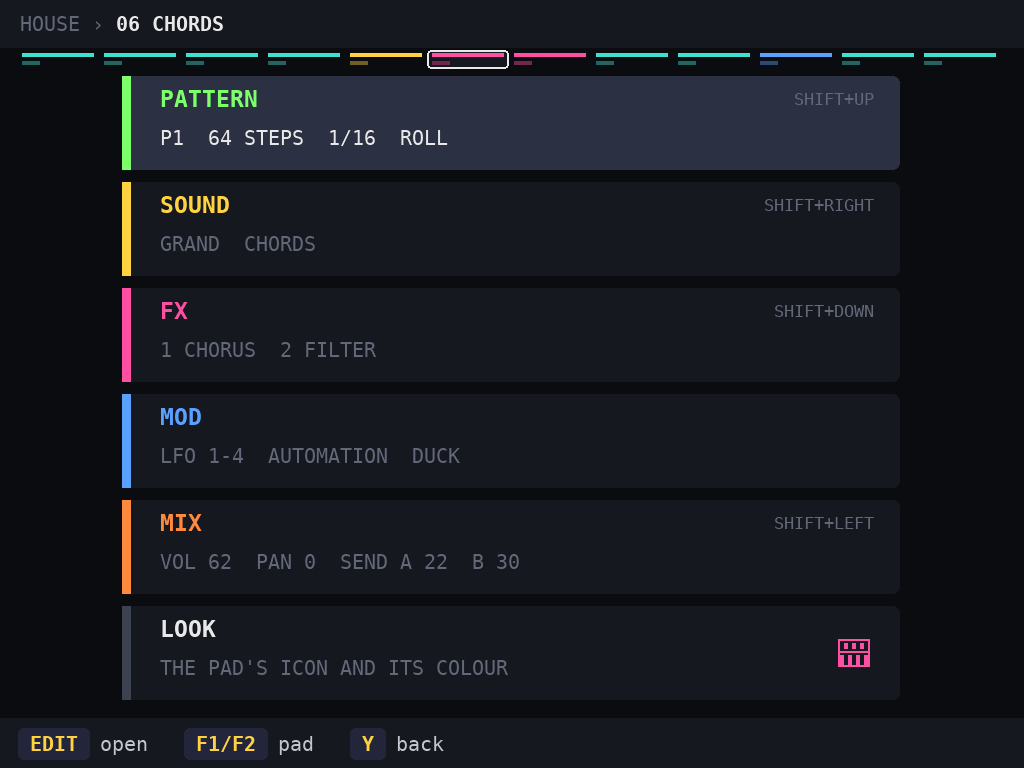 HOUSE › 06 CHORDS
PATTERN SHIFT+UP
P1 64 STEPS 1/16 ROLL
SOUND SHIFT+RIGHT
GRAND CHORDS
FX SHIFT+DOWN
1 CHORUS 2 FILTER
MOD
LFO 1-4 AUTOMATION DUCK
MIX SHIFT+LEFT
VOL 62 PAN 0 SEND A 22 B 30
LOOK
THE PAD'S ICON AND ITS COLOUR
EDIT open F1/F2 pad Y back